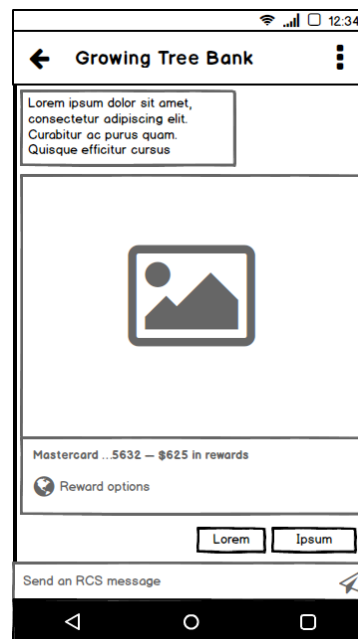 12:34
Growing Tree Bank
Lorem ipsum dolor sit amet,
consectetur adipiscing elit.
Curabitur ac purus quam.
Quisque efficitur cursus
Mastercard ...5632 — $625 in rewards
Reward options
Lorem Ipsum
Send an RCS message